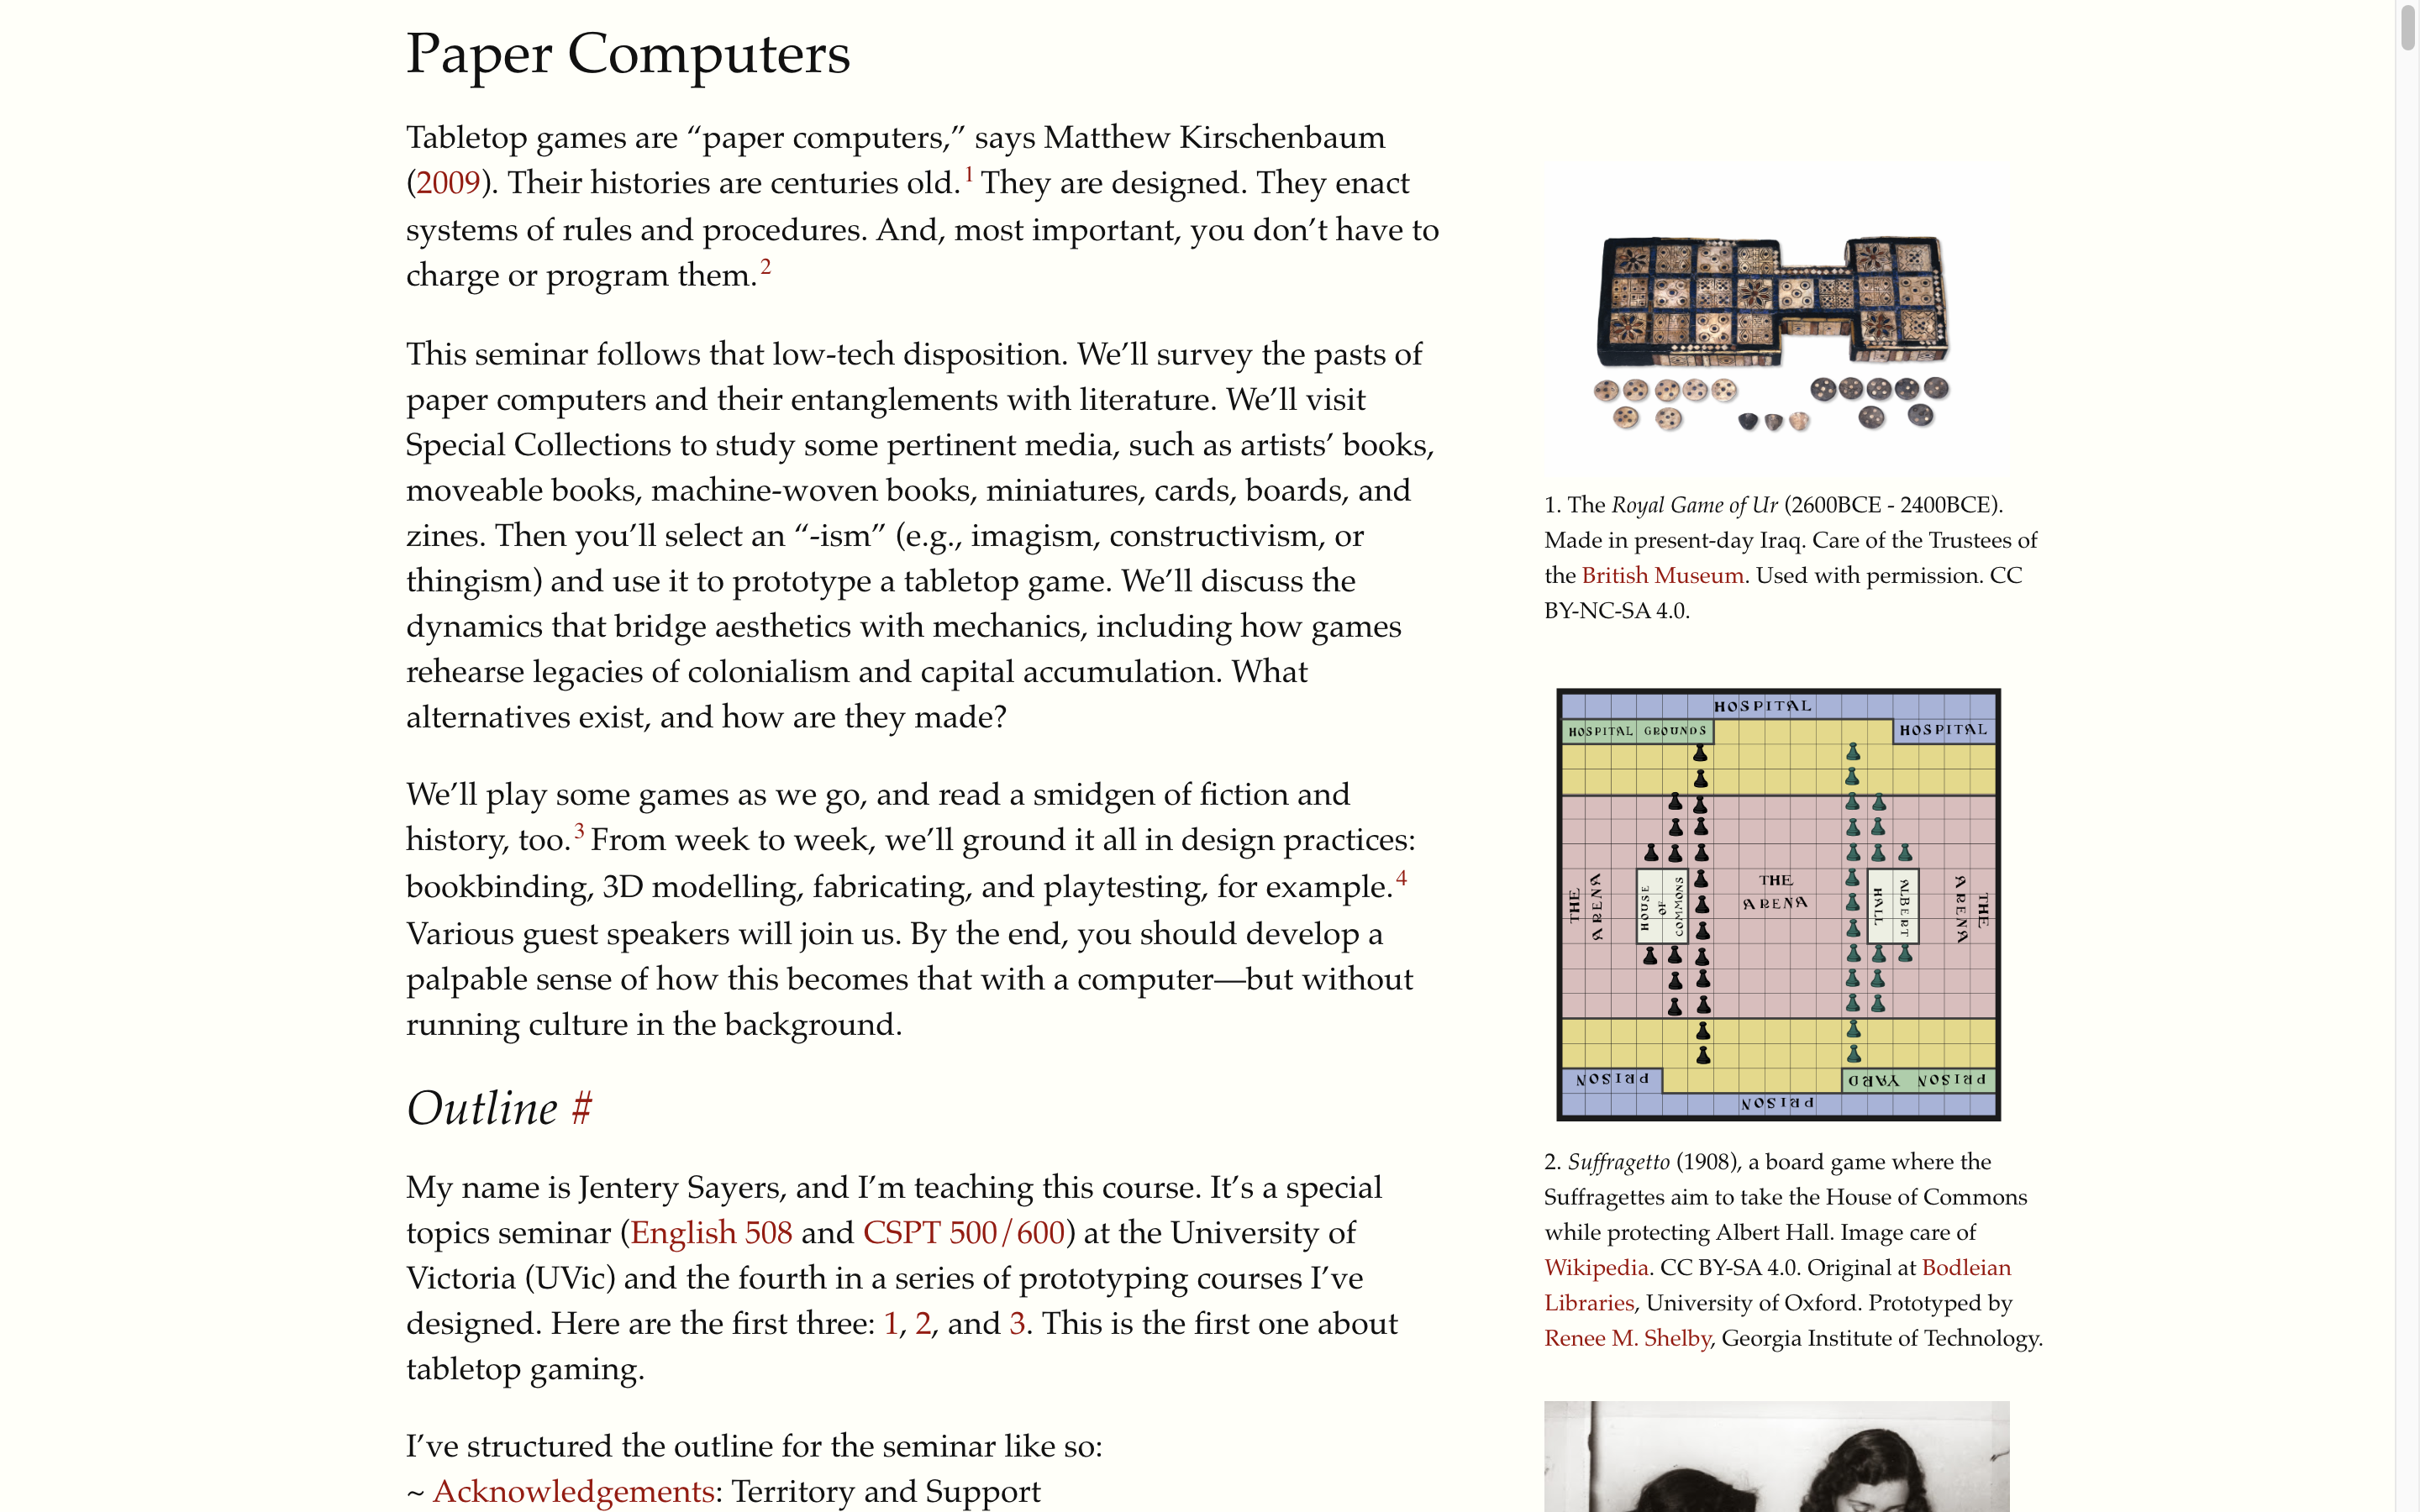 Paper Computers
Tabletop games are “paper computers,” says Matthew Kirschenbaum
(2009). Their histories are centuries old.1 They are designed. They enact
systems of rules and procedures. And, most important, you don’t have to
charge or program them.2
This seminar follows that low-tech disposition. We’ll survey the pasts of
paper computers and their entanglements with literature. We’ll visit
Special Collections to study some pertinent media, such as artists’ books,
moveable books, machine-woven books, miniatures, cards, boards, and
zines. Then you’ll select an “-ism” (e.g., imagism, constructivism, or
thingism) and use it to prototype a tabletop game. We’ll discuss the
dynamics that bridge aesthetics with mechanics, including how games
rehearse legacies of colonialism and capital accumulation. What
alternatives exist, and how are they made?
We’ll play some games as we go, and read a smidgen of fiction and
history, too.3 From week to week, we’ll ground it all in design practices:
bookbinding, 3D modelling, fabricating, and playtesting, for example.4
Various guest speakers will join us. By the end, you should develop a
palpable sense of how this becomes that with a computer—but without
running culture in the background.
Outline #
My name is Jentery Sayers, and I’m teaching this course. It’s a special
topics seminar (English 508 and CSPT 500/600) at the University of
Victoria (UVic) and the fourth in a series of prototyping courses I’ve
designed. Here are the first three: 1, 2, and 3. This is the first one about
tabletop gaming.
I’ve structured the outline for the seminar like so:
~ Acknowledgements: Territory and Support
1. The Royal Game of Ur (2600BCE - 2400BCE).
Made in present-day Iraq. Care of the Trustees of
the British Museum. Used with permission. CC
BY-NC-SA 4.0.
HOSPITAL
HOSPITAL GROUNDS
HOSPITAL
THE
ARENA
HOUSE
OF
COMMONS
THE
ARENA
HALL
ALBERT
ARENA
THE
PRISON
PRISON YARD
PRISON
2. Suffragetto (1908), a board game where the
Suffragettes aim to take the House of Commons
while protecting Albert Hall. Image care of
Wikipedia. CC BY-SA 4.0. Original at Bodleian
Libraries, University of Oxford. Prototyped by
Renee M. Shelby, Georgia Institute of Technology.